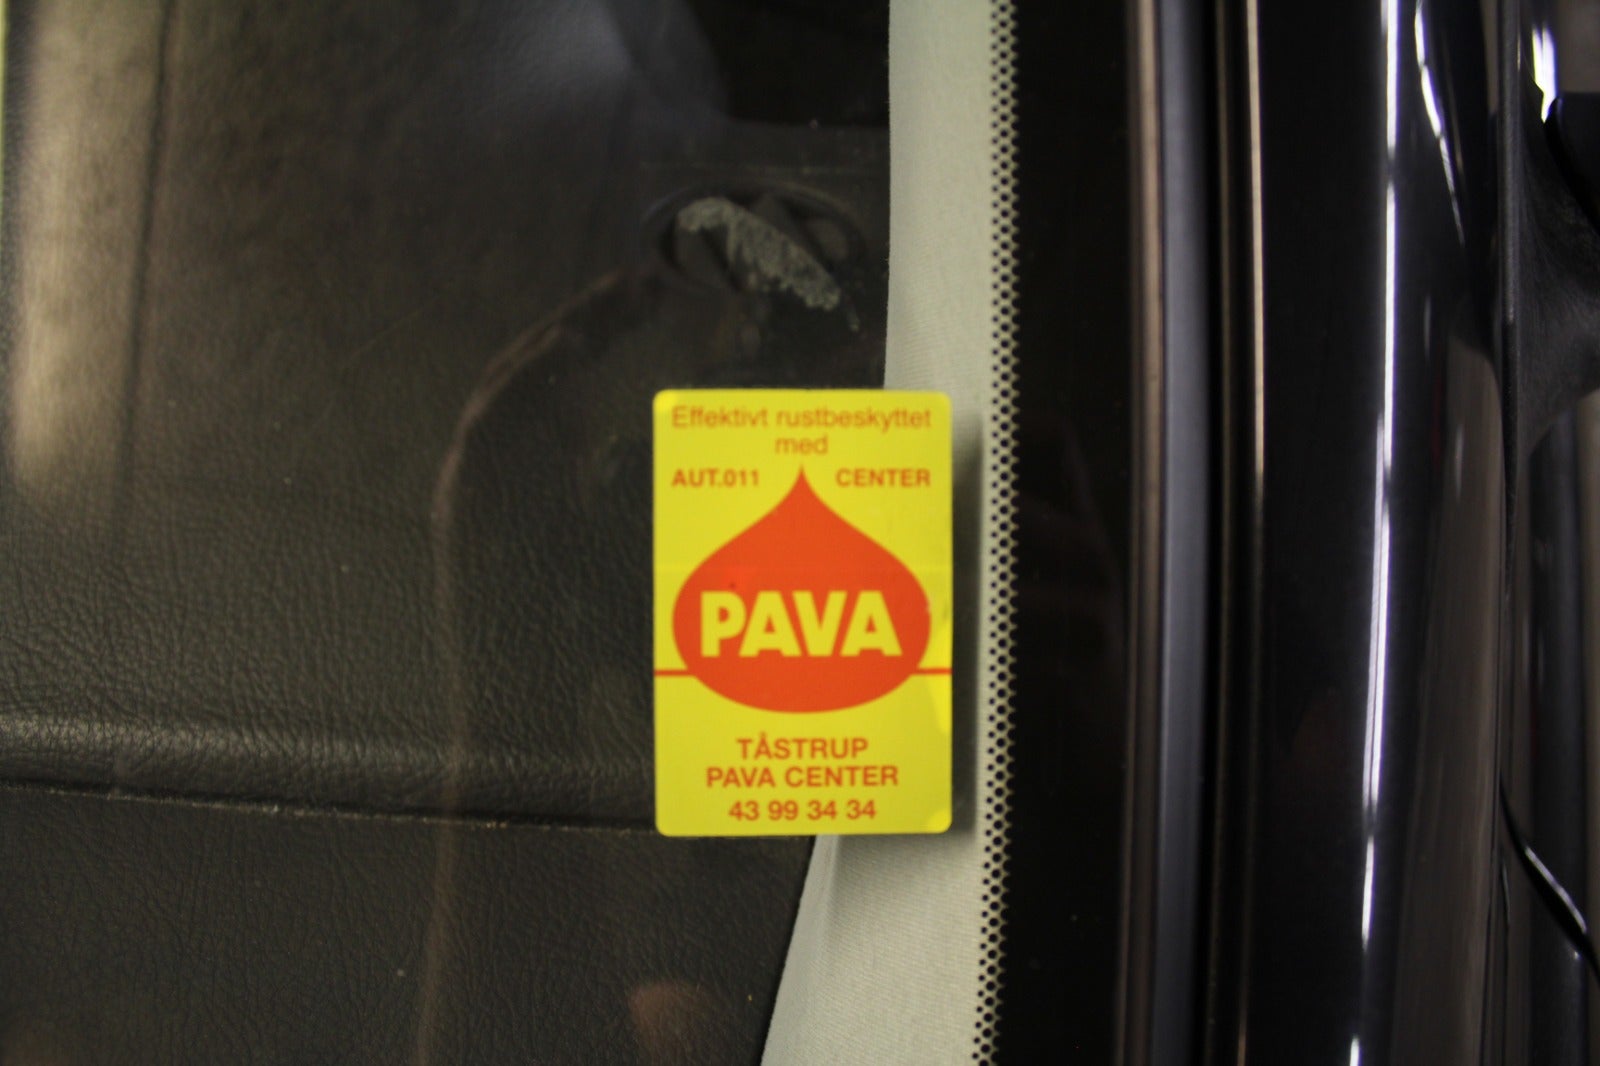 Effektivt rustbeskyttet
med
AUT.011 CENTER
PAVA
TÅSTRUP
PAVA CENTER
43 99 34 34